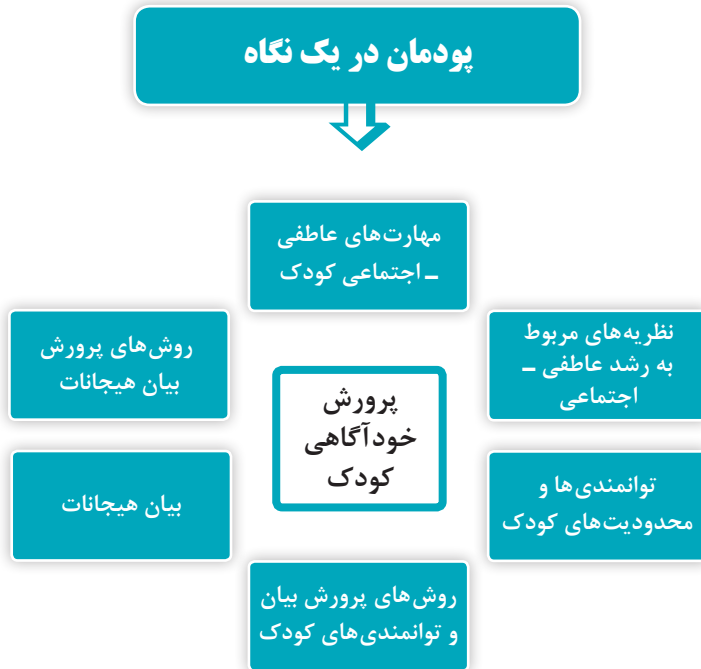 پودمان در یک نگاه
مهارت‌های عاطفی
ـ اجتماعی کودک
نظریه‌های مربوط
به رشد عاطفی ـ
اجتماعی
روش‌های پرورش
بیان هیجانات
پرورش
خودآگاهی
کودک
توانمندی‌ها و
محدودیت‌های کودک
بیان هیجانات
روش‌های پرورش بیان
و توانمندی‌های کودک